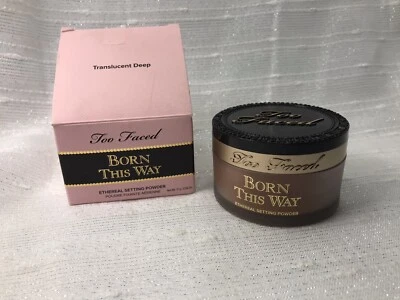 Translucent Deep
Too Faced
BORN
THIS WAY
ETHEREAL SETTING POWDER
Too
Faced
Too Faced
BORN
THIS WAY
ETHEREAL SETTING POWDER